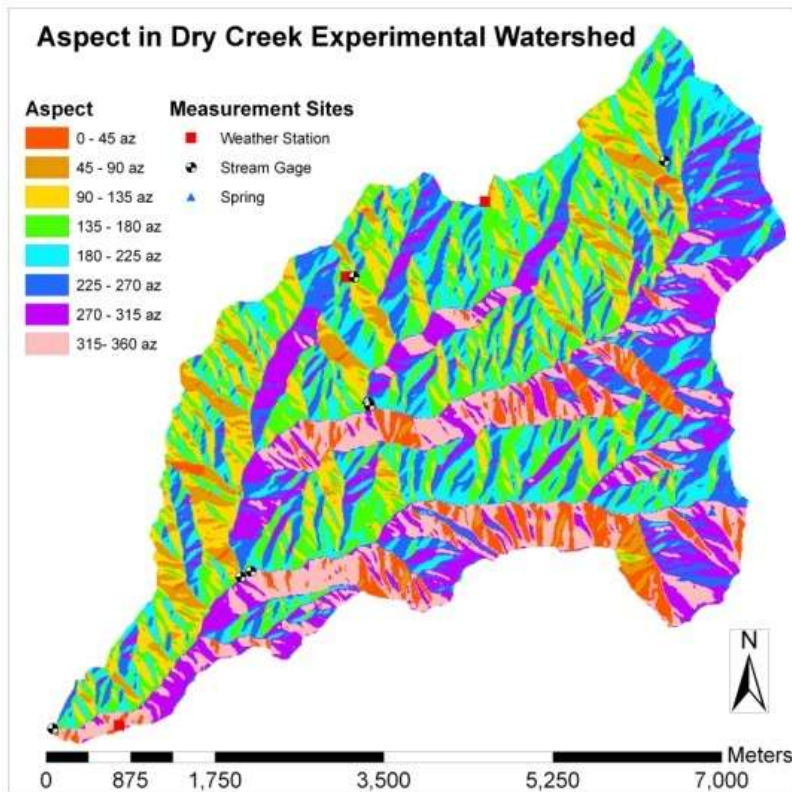 Aspect in Dry Creek Experimental Watershed
Aspect
0 - 45 az
45 - 90 az
90 - 135 az
135 - 180 az
180 - 225 az
225 - 270 az
270 - 315 az
315- 360 az
Measurement Sites
Weather Station
Stream Gage
Spring
N
Meters
0 875 1,750 3,500 5,250 7,000